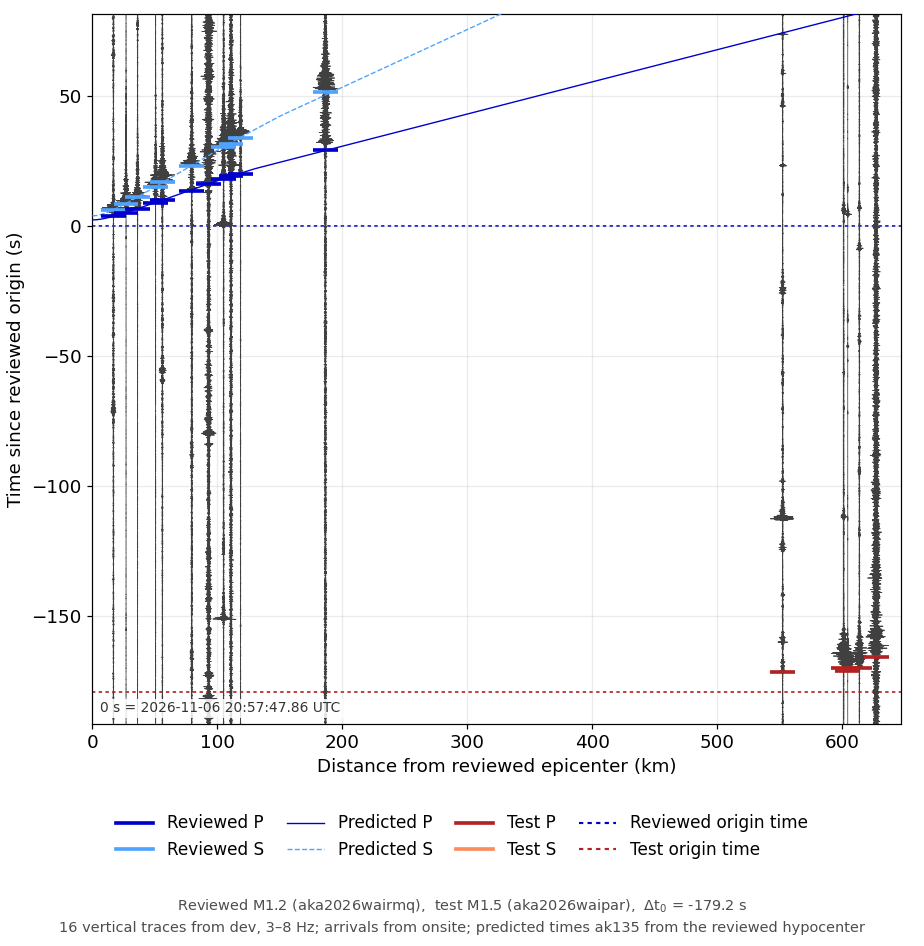 50
0
−50
−100
−150
Time since reviewed origin (s)
0 s = 2026-11-06 20:57:47.86 UTC
0 100 200 300 400 500 600
Distance from reviewed epicenter (km)
Reviewed P Predicted P Test P Reviewed origin time
Reviewed S Predicted S Test S Test origin time
Reviewed M1.2 (aka2026wairmq), test M1.5 (aka2026waipar), Δt₀ = -179.2 s
16 vertical traces from dev, 3–8 Hz; arrivals from onsite; predicted times ak135 from the reviewed hypocenter